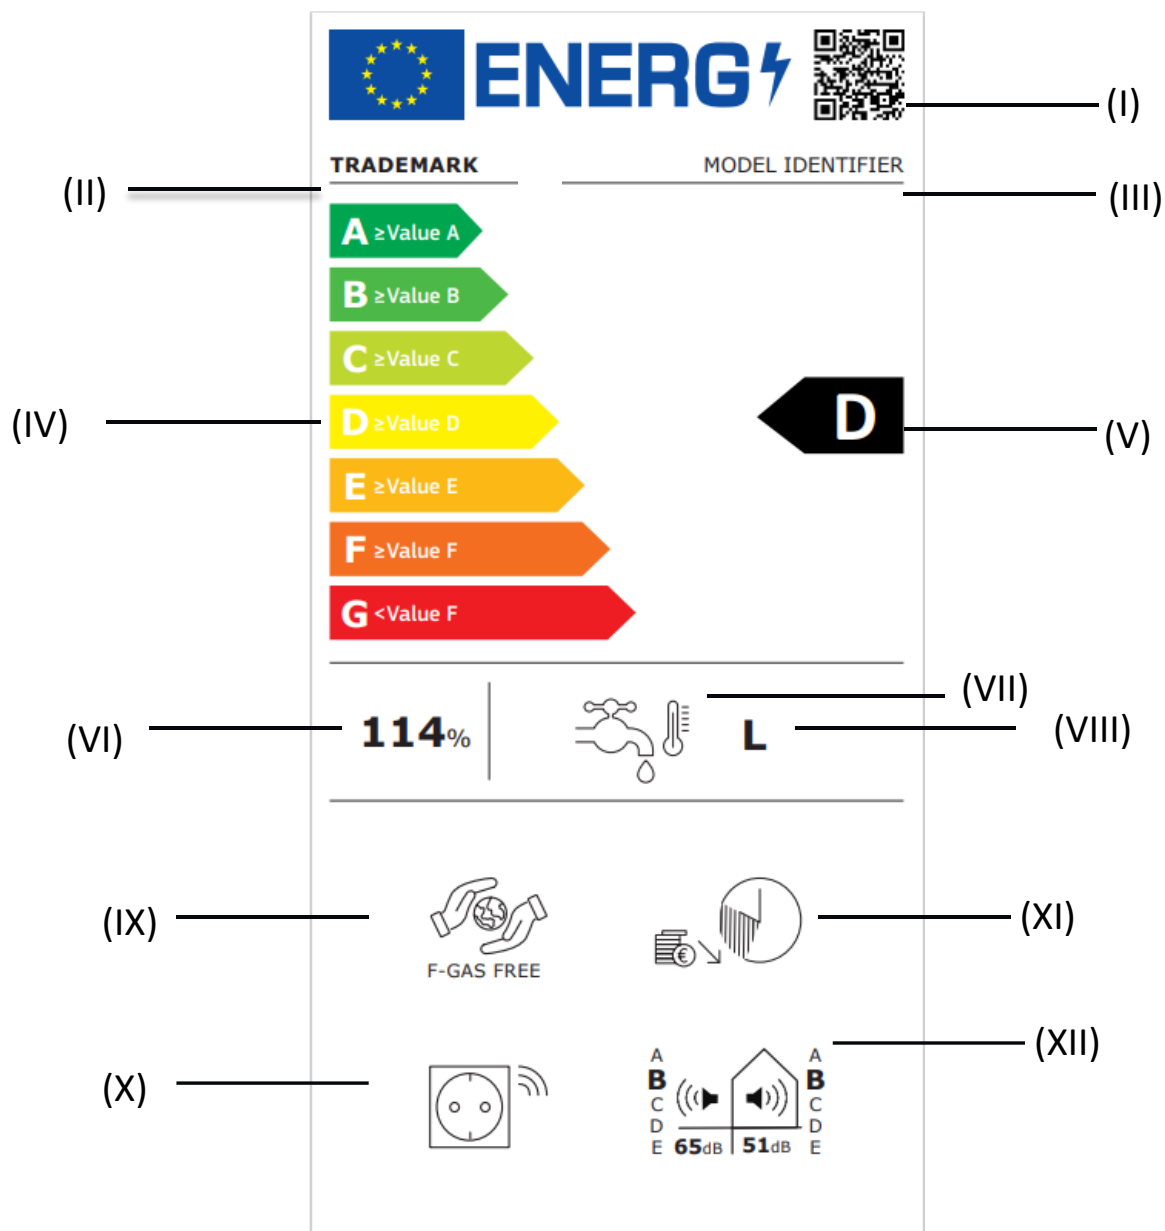 ENERG
(I)
TRADEMARK
MODEL IDENTIFIER
(II)
(III)
A ≥Value A
B ≥Value B
C ≥Value C
D ≥Value D
(IV)
D
(V)
E ≥Value E
F ≥Value F
G <Value F
(VII)
(VI)
114%
L
(VIII)
(IX)
€
(XI)
F-GAS FREE
(XII)
(X)
A
B
C
D
E
65dB
51dB
A
B
C
D
E